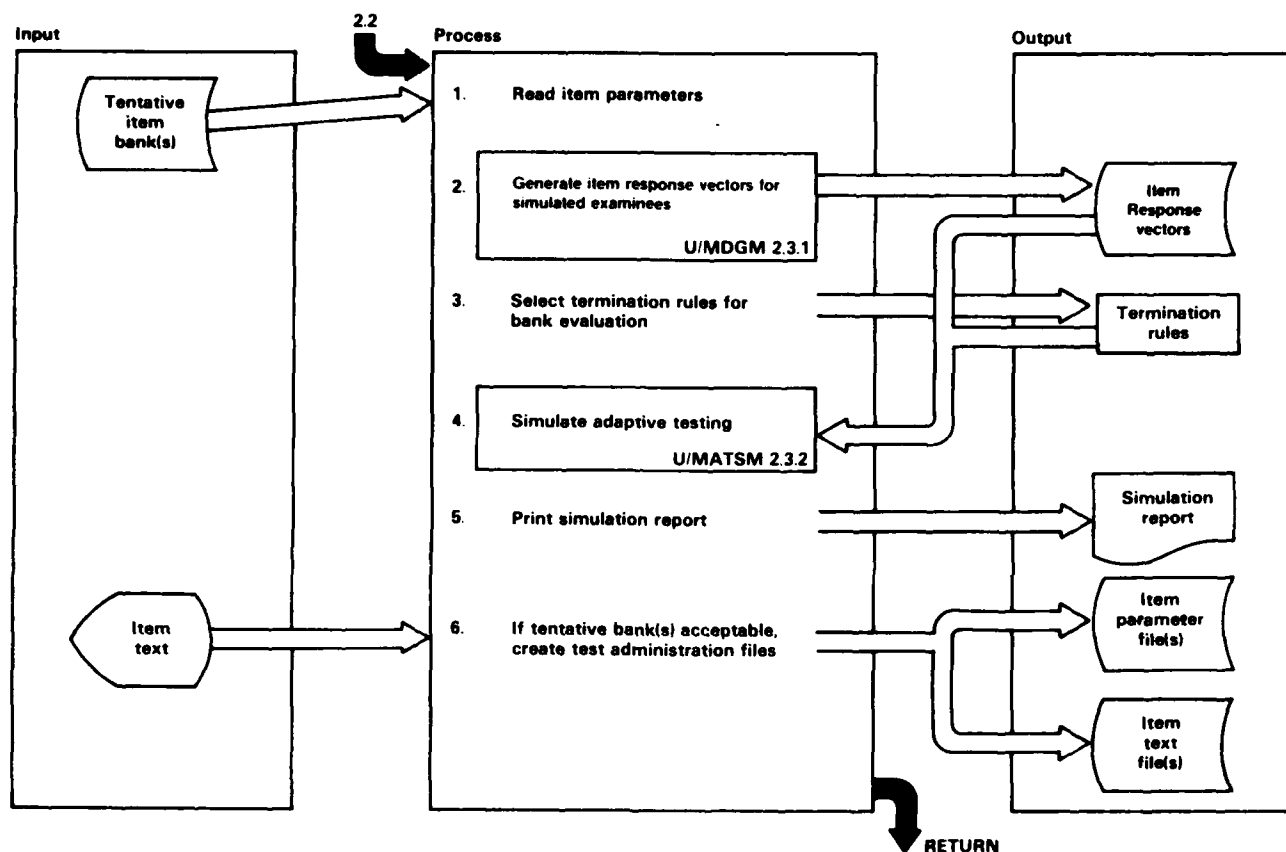 2.2
Input
Process
Output
Tentative
item
bank(s)
1. Read item parameters
2. Generate item response vectors for
simulated examinees
U/MDGM 2.3.1
Item
Response
vectors
3. Select termination rules for
bank evaluation
Termination
rules
4. Simulate adaptive testing
U/MATSM 2.3.2
5. Print simulation report
Simulation
report
Item
text
6. If tentative bank(s) acceptable,
create test administration files
Item
parameter
file(s)
Item
text
file(s)
RETURN